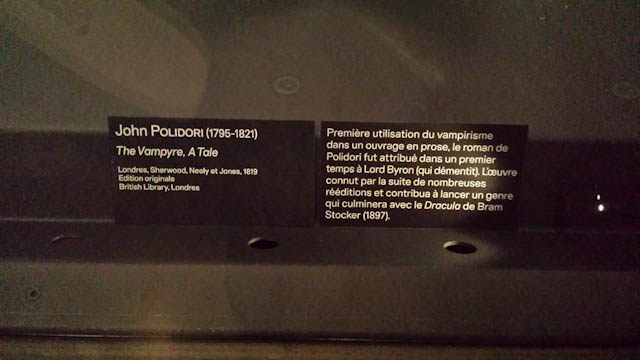 John POLIDORI (1795-1821)
The Vampyre, A Tale
Londres, Sherwood, Neely et Jones, 1819
Edition originale
British Library, Londres
Première utilisation du vampirisme
dans un ouvrage en prose, le roman de
Polidori fut attribué dans un premier
temps à Lord Byron (qui démentit). L'œuvre
connut par la suite de nombreuses
rééditions et contribua à lancer un genre
qui culminera avec le Dracula de Bram
Stocker (1897).